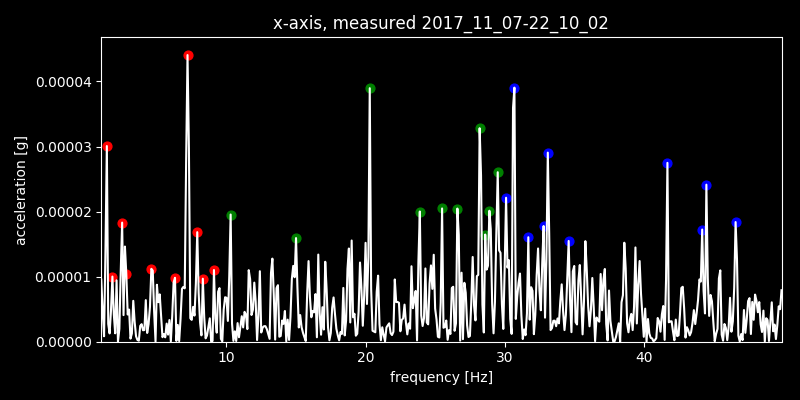 x-axis, measured 2017_11_07-22_10_02
acceleration [g]
0.00004
0.00003
0.00002
0.00001
0.00000
10 20 30 40
frequency [Hz]